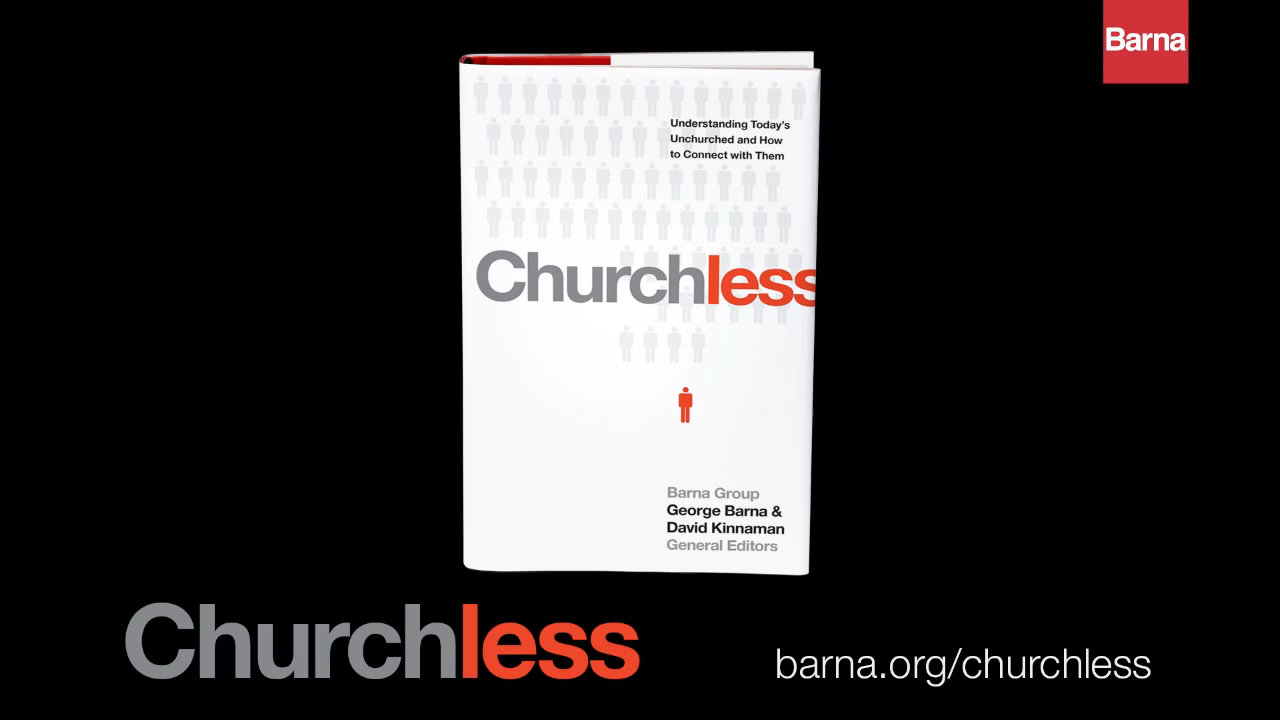 Barna
Understanding Today's
Unchurched and How
to Connect with Them
Churchless
Barna Group
George Barna &
David Kinnaman
General Editors
Churchless
barna.org/churchless